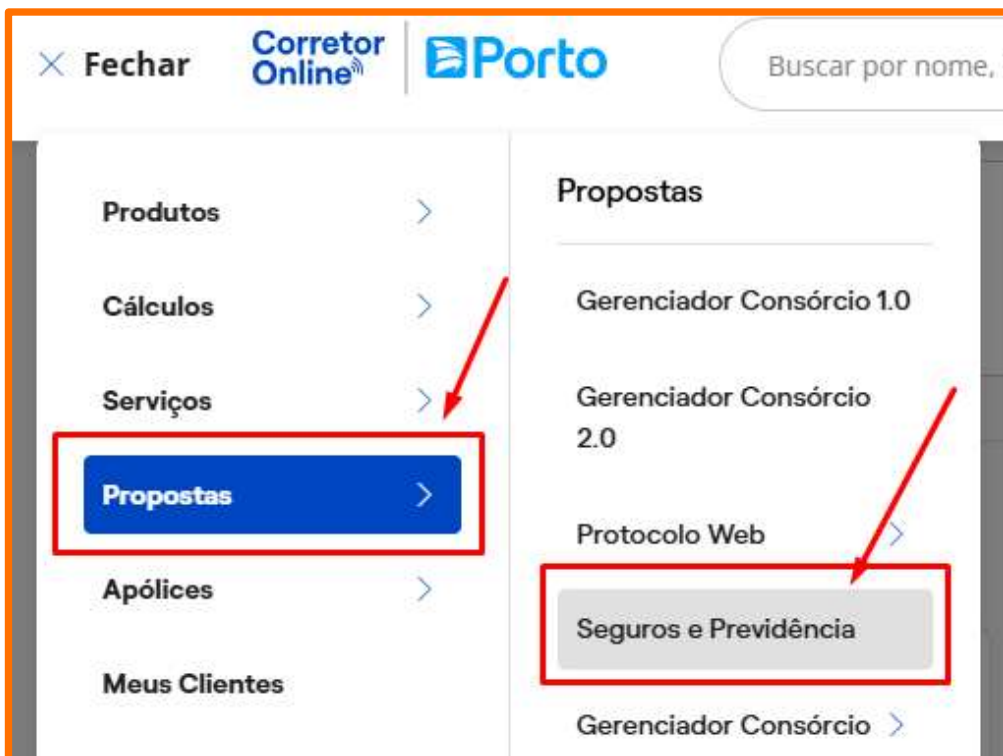 Fechar
Corretor
Online
Porto
Buscar por nome,
Produtos
Cálculos
Serviços
Propostas
Apólices
Meus Clientes
Propostas
Gerenciador Consórcio 1.0
Gerenciador Consórcio
2.0
Protocolo Web
Seguros e Previdência
Gerenciador Consórcio